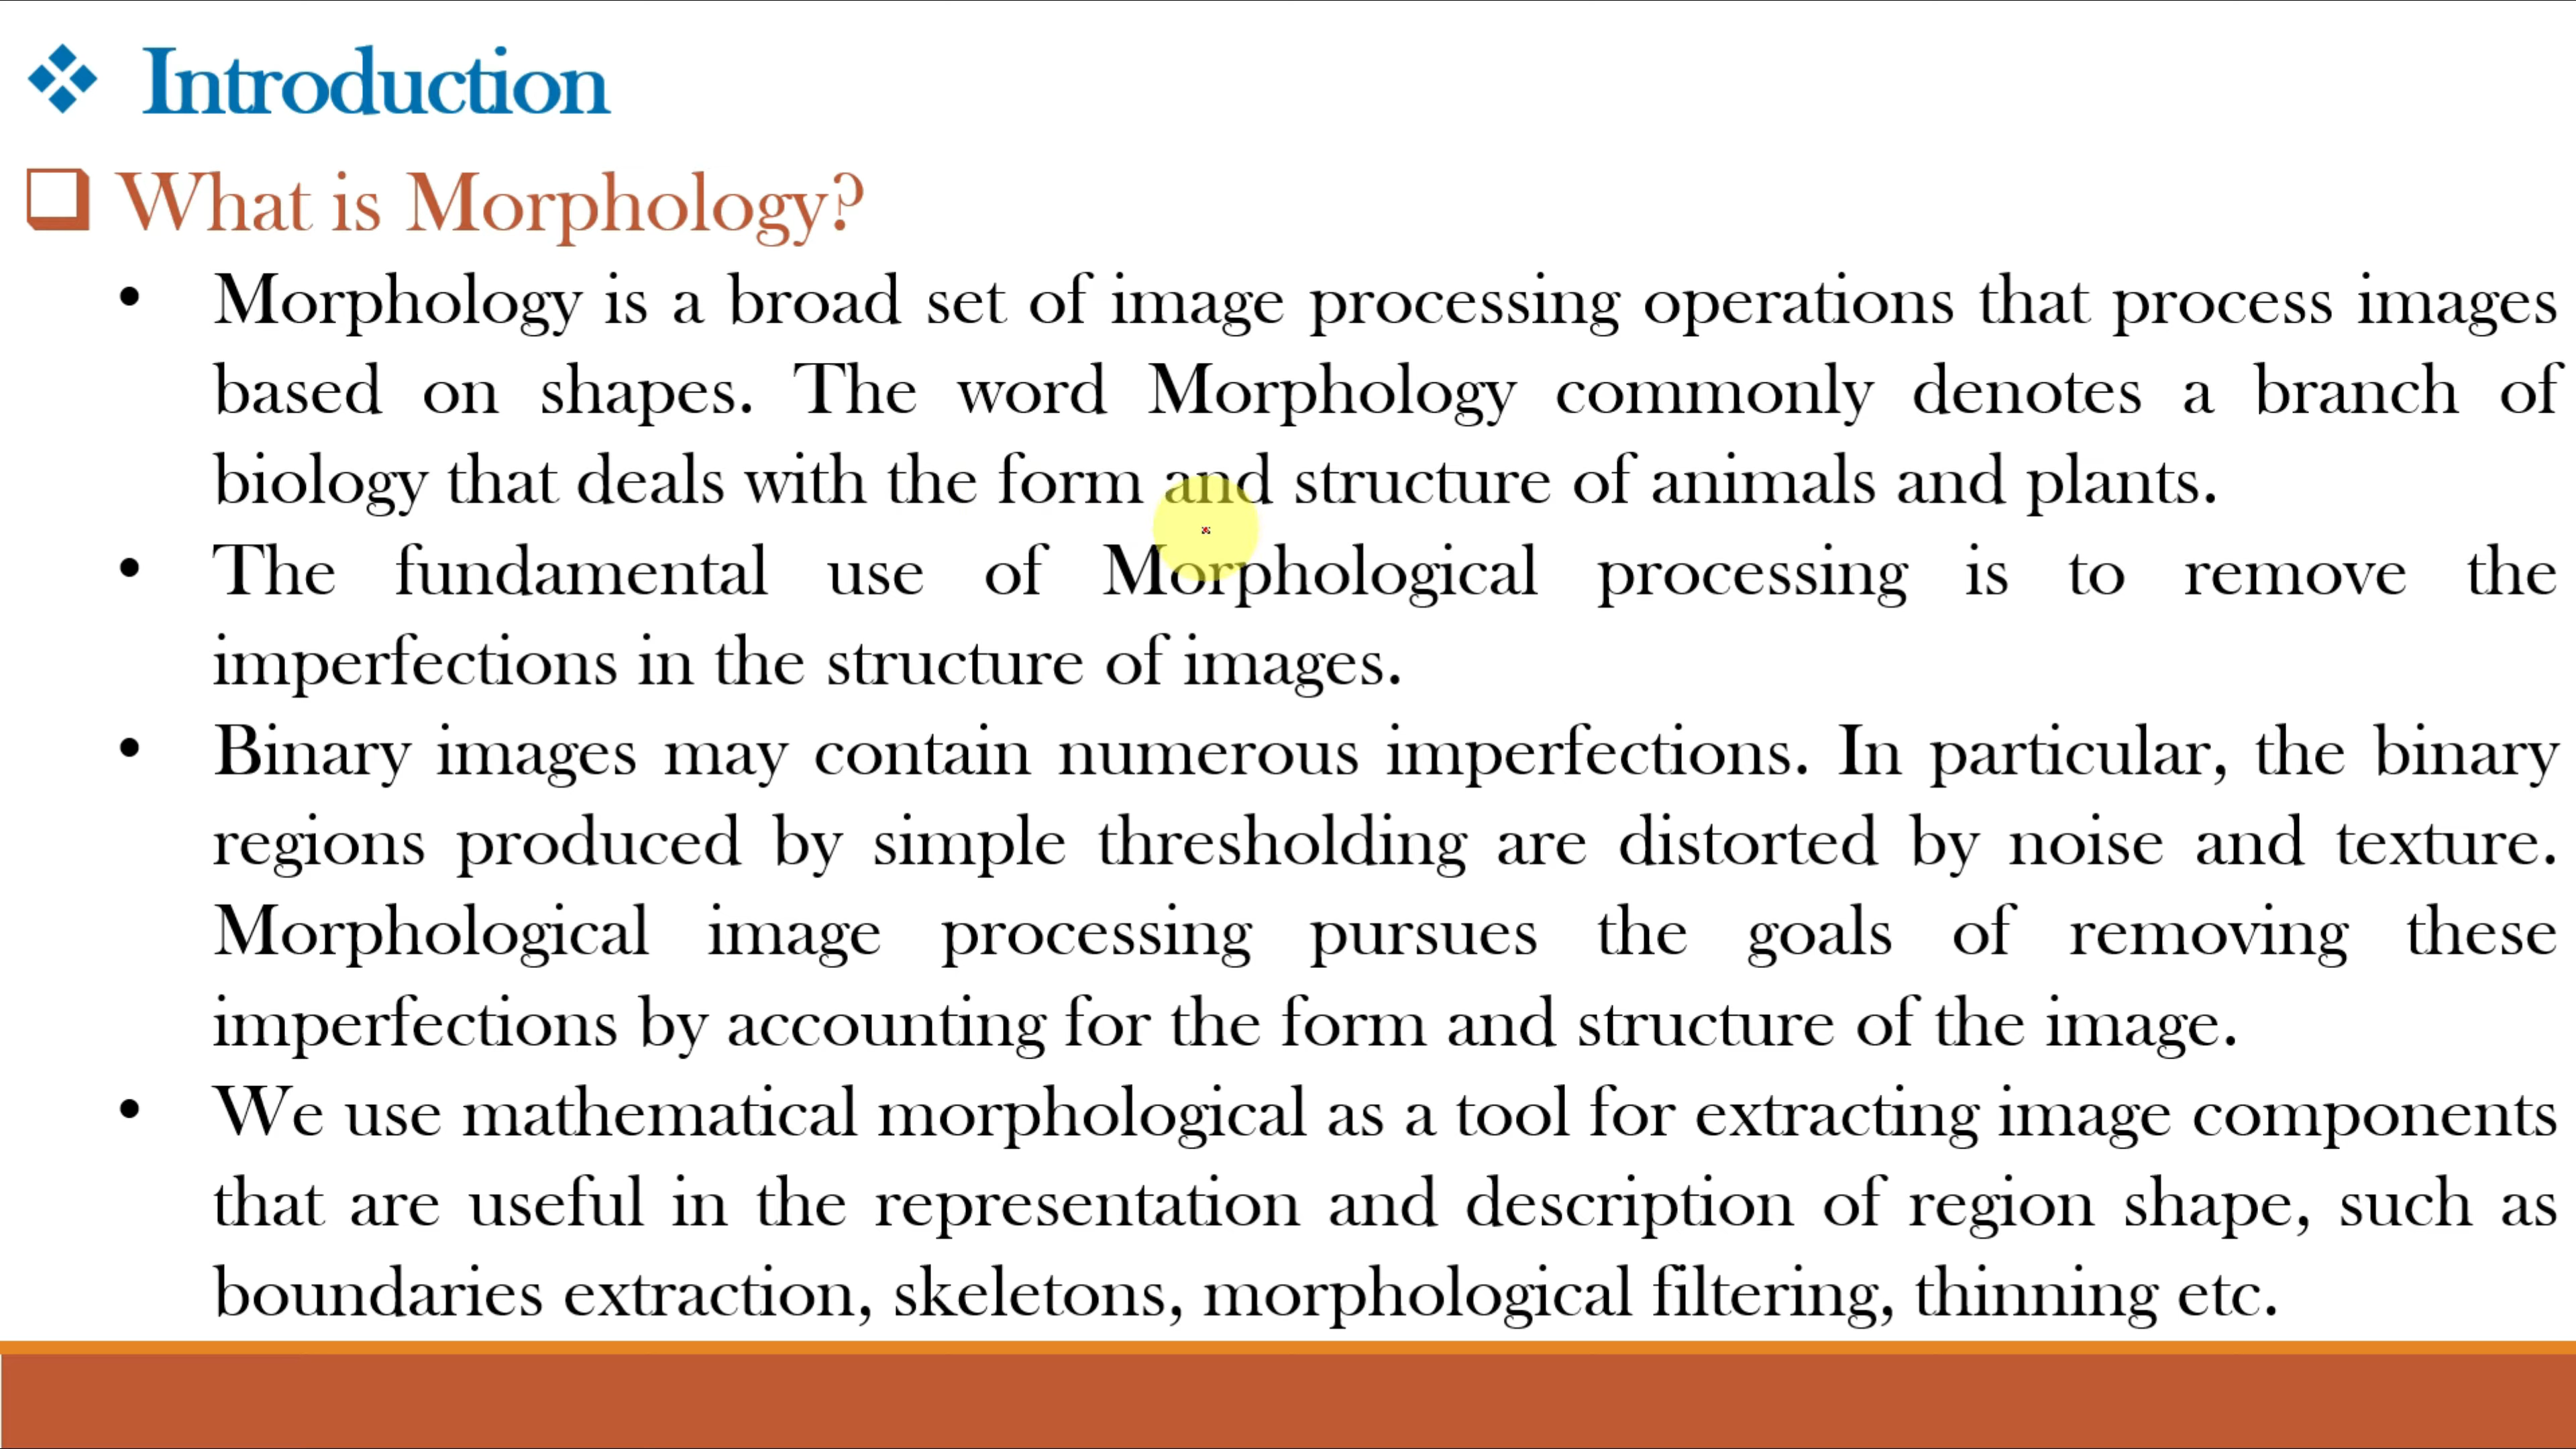 Introduction
What is Morphology?
• Morphology is a broad set of image processing operations that process images
based on shapes. The word Morphology commonly denotes a branch of
biology that deals with the form and structure of animals and plants.
• The fundamental use of Morphological processing is to remove the
imperfections in the structure of images.
• Binary images may contain numerous imperfections. In particular, the binary
regions produced by simple thresholding are distorted by noise and texture.
Morphological image processing pursues the goals of removing these
imperfections by accounting for the form and structure of the image.
• We use mathematical morphological as a tool for extracting image components
that are useful in the representation and description of region shape, such as
boundaries extraction, skeletons, morphological filtering, thinning etc.